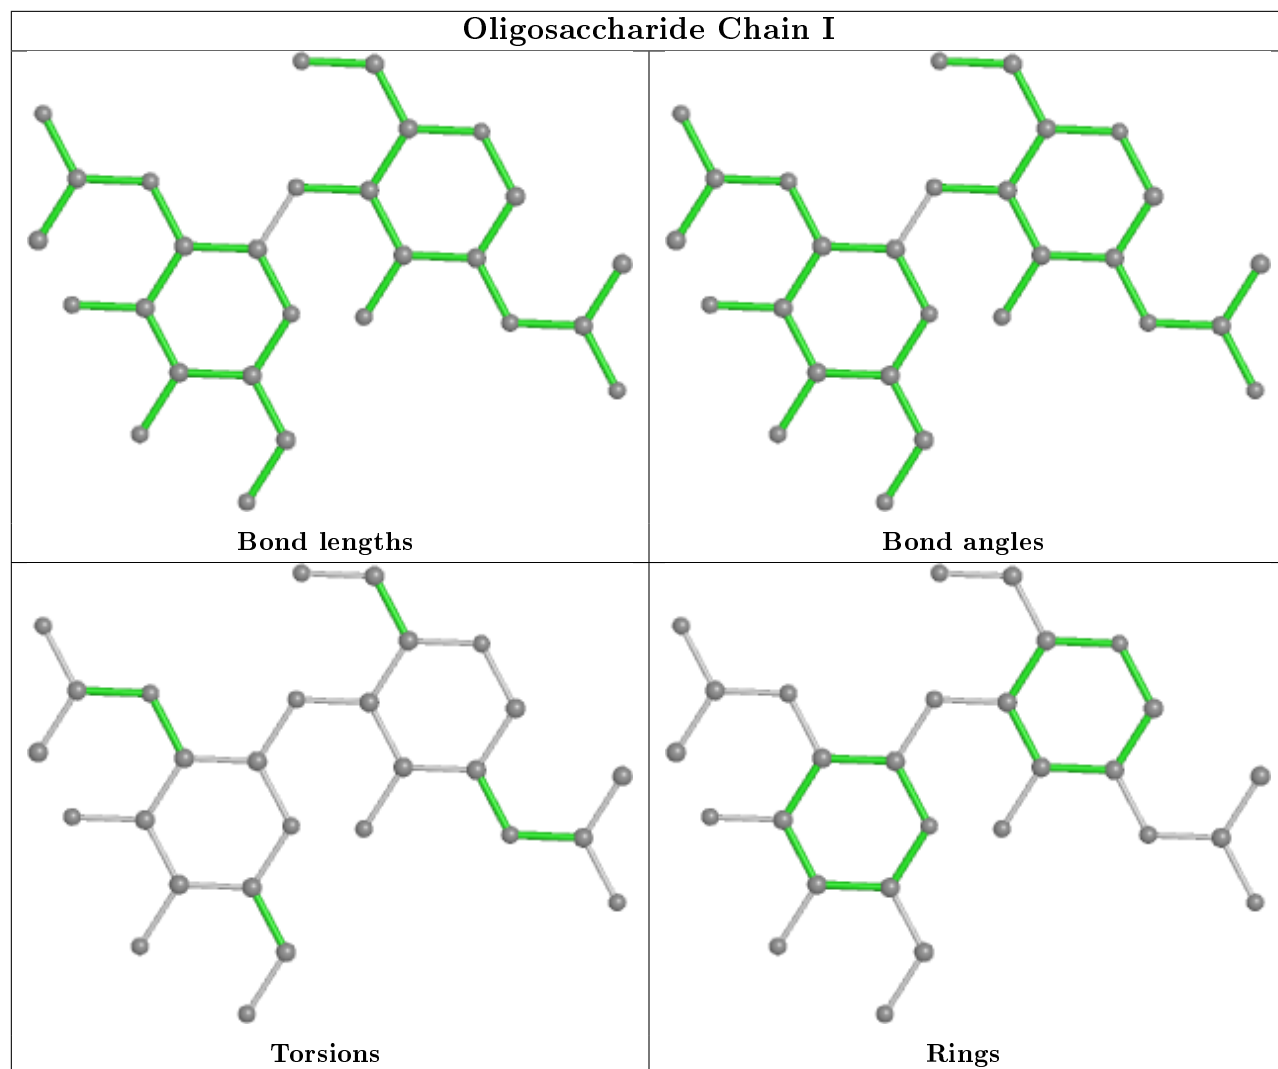 Oligosaccharide Chain I
Bond lengths
Bond angles
Torsions
Rings